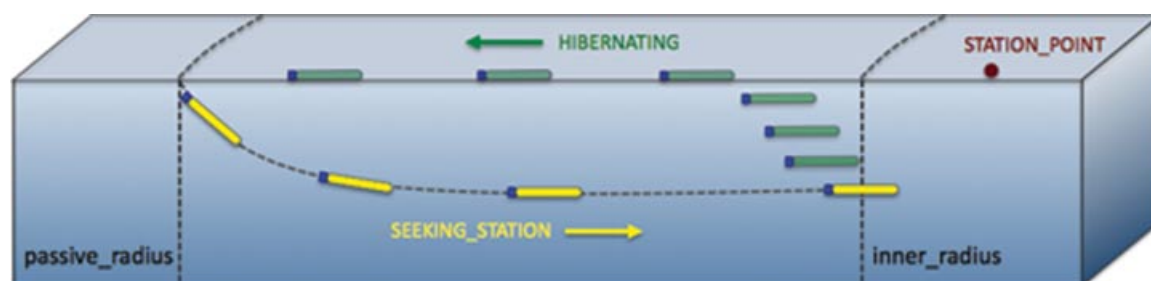 HIBERNATING
STATION_POINT
SEEKING_STATION
passive_radius
inner_radius